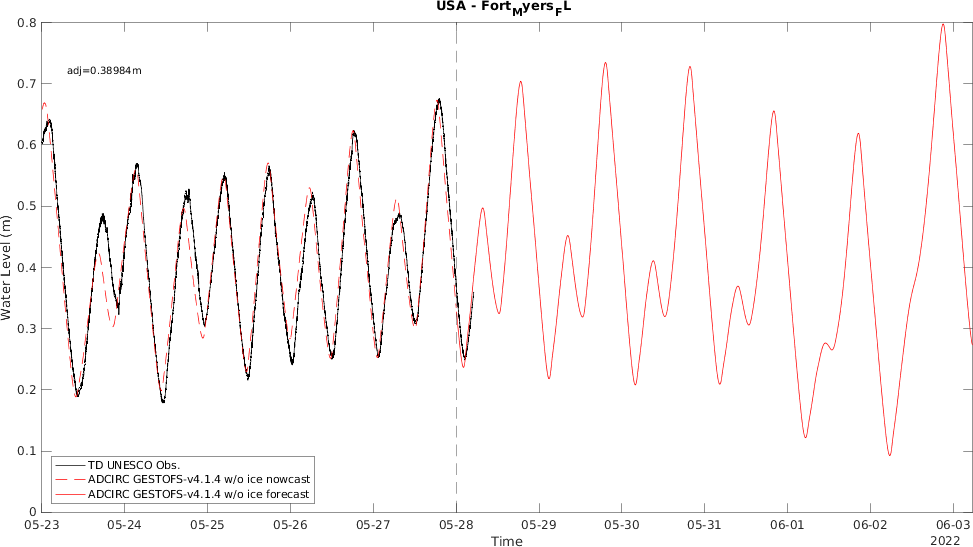 USA - FortMyersFL
adj=0.38984m
0.8
0.7
0.6
0.5
0.4
0.3
0.2
0.1
0
Water Level (m)
TD UNESCO Obs.
ADCIRC GESTOFS-v4.1.4 w/o ice nowcast
ADCIRC GESTOFS-v4.1.4 w/o ice forecast
05-23 05-24 05-25 05-26 05-27 05-28 05-29 05-30 05-31 06-01 06-02 06-03
Time
2022